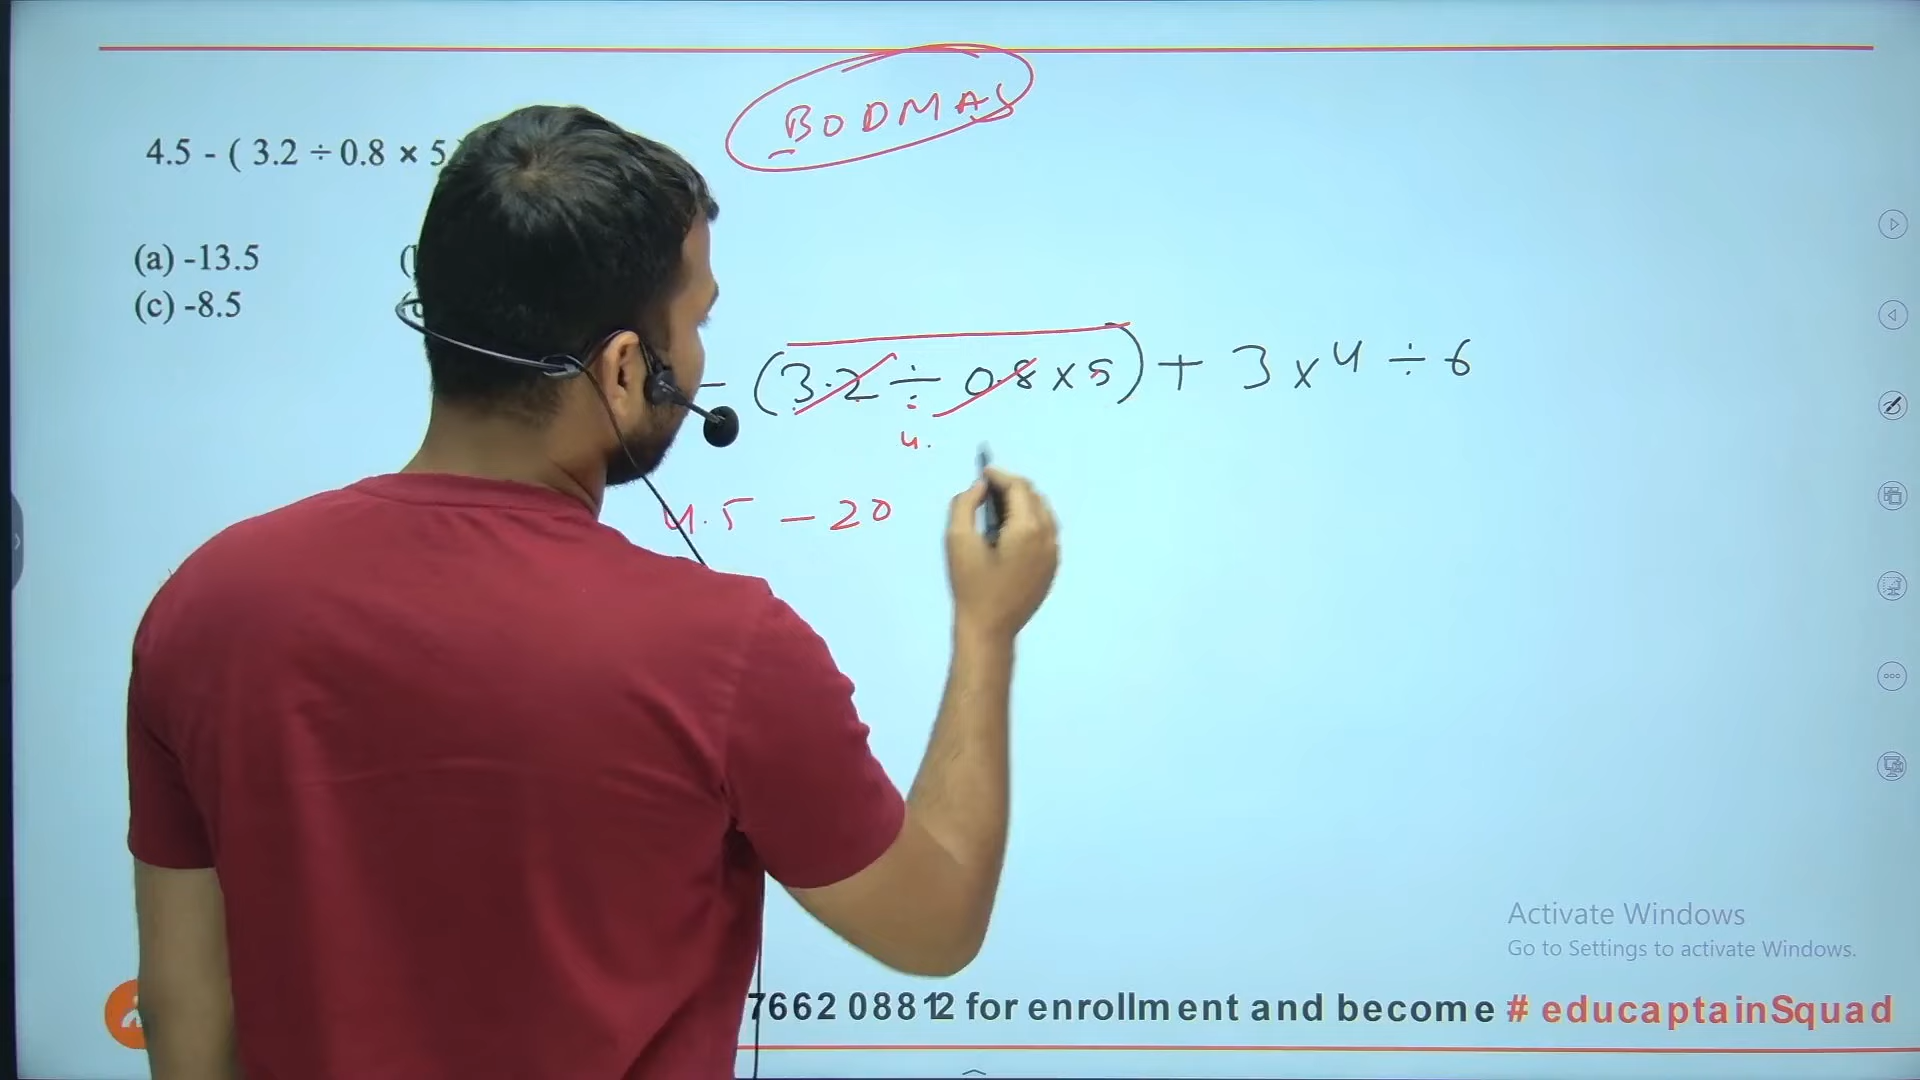 BODMAS
4.5 - ( 3.2 ÷ 0.8 × 5
(a) -13.5
(c) -8.5
- (3.2 ÷ 0.8 x 5) + 3 x 4 ÷ 6
4.
4.5 - 20
Activate Windows
Go to Settings to activate Windows.
7662 08812 for enrollment and become # educaptainSquad